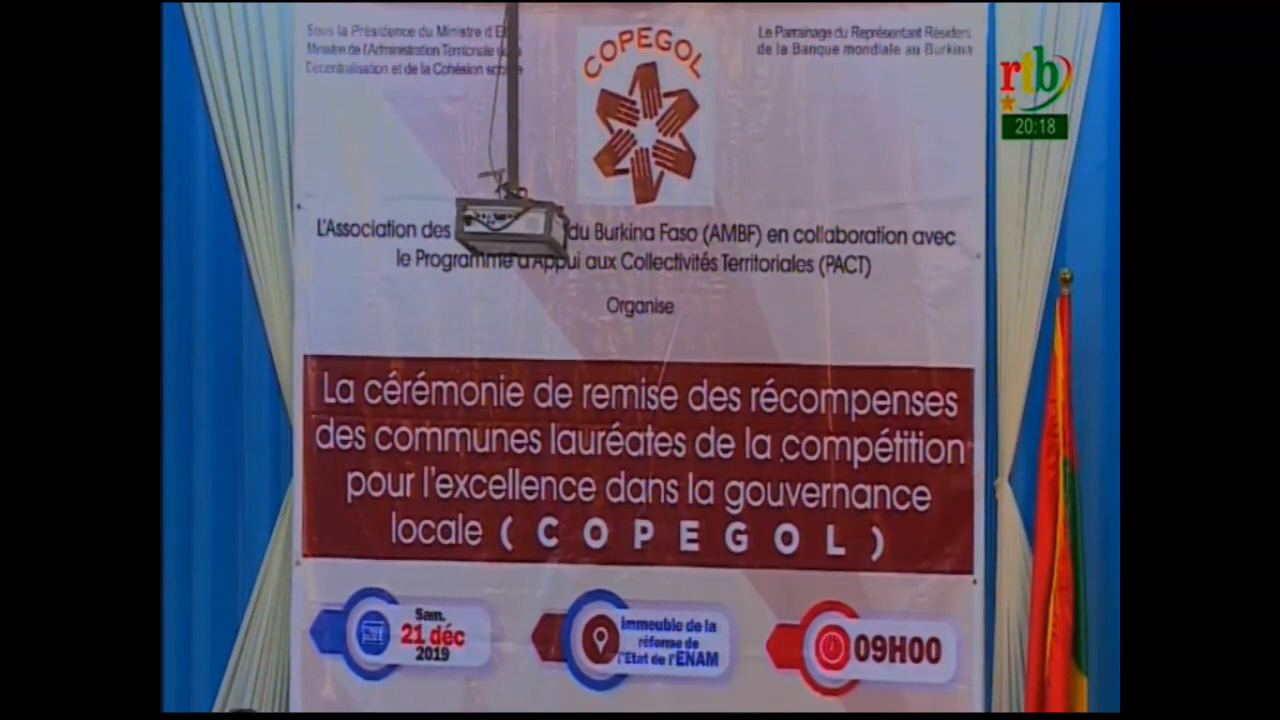 Sous la Présidence du Ministre d'E
Ministre de l'Administration Territoriale de la
Décentralisation et de la Cohésion sociale
COPEGOL
Le Parrainage du Représentant Résident
de la Banque mondiale au Burkina
rtb
20:18
L'Association des du Burkina Faso (AMBF) en collaboration avec
le Programme d'Appui aux Collectivités Territoriales (PACT)
Organise
La cérémonie de remise des récompenses
des communes lauréates de la compétition
pour l'excellence dans la gouvernance
locale ( C O P E G O L )
Sam.
21 déc
2019
Immeuble de la
réforme de
l'Etat de l'ENAM
09H00